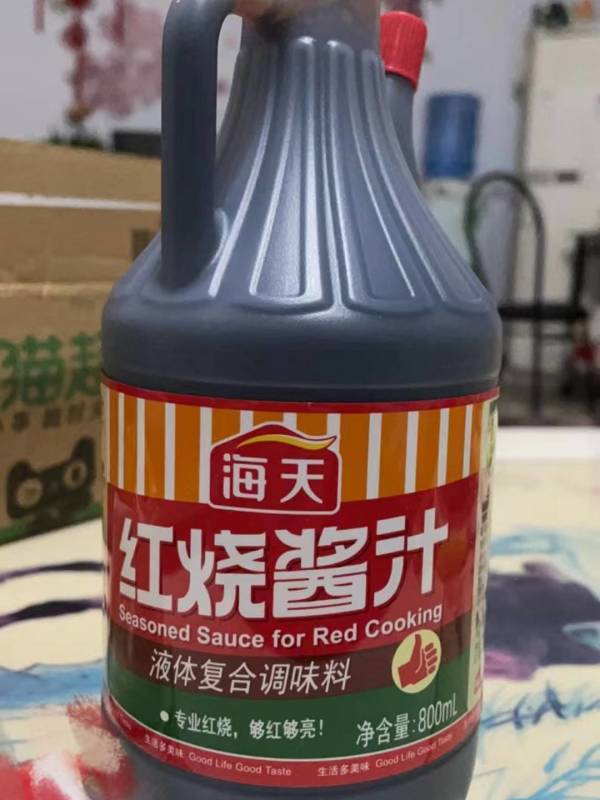 猫超
海天
红烧酱汁
Seasoned Sauce for Red Cooking
液体复合调味料
● 专业红烧，够红够亮！
净含量：800mL
生活多美味 Good Life Good Taste
生活多美味 Good Life Good Taste